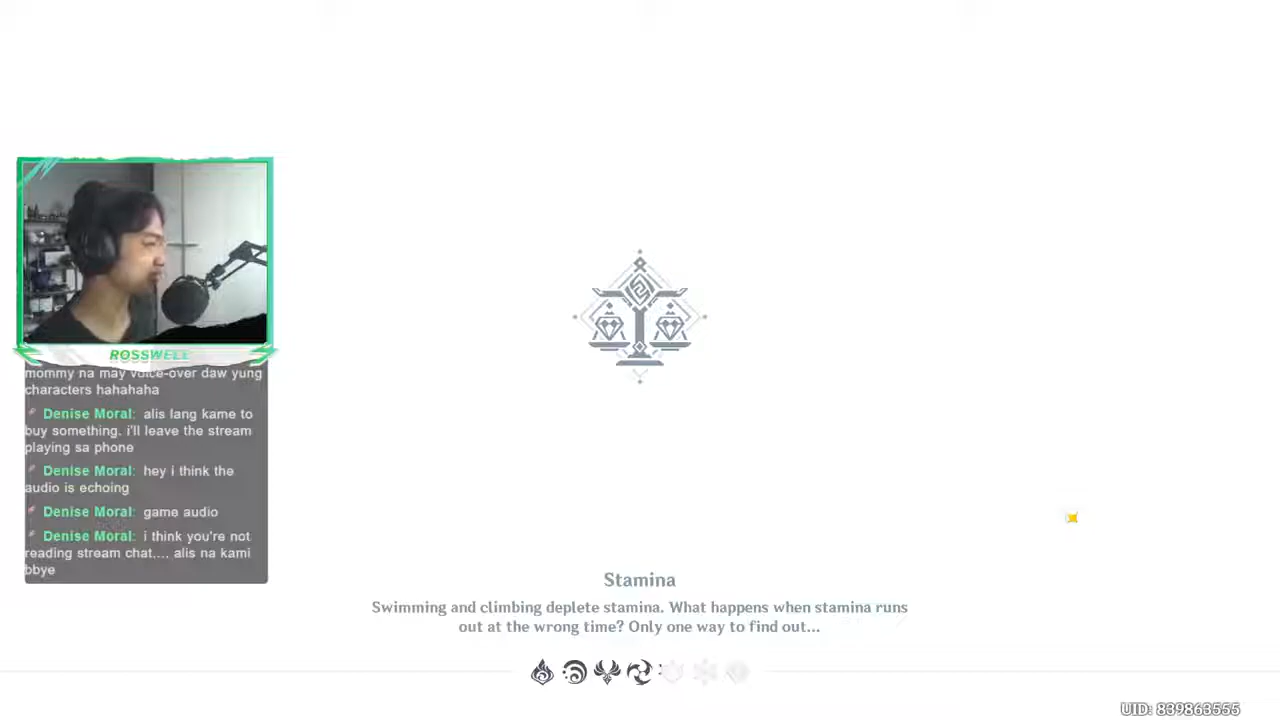 ROSSWELL
mommy na may voice-over daw yung
characters hahahaha
Denise Moral: alis lang kame to
buy something. i'll leave the stream
playing sa phone
Denise Moral: hey i think the
audio is echoing
Denise Moral: game audio
Denise Moral: i think you're not
reading stream chat.... alis na kami
bbye
Stamina
Swimming and climbing deplete stamina. What happens when stamina runs
out at the wrong time? Only one way to find out...
UID: 839863555